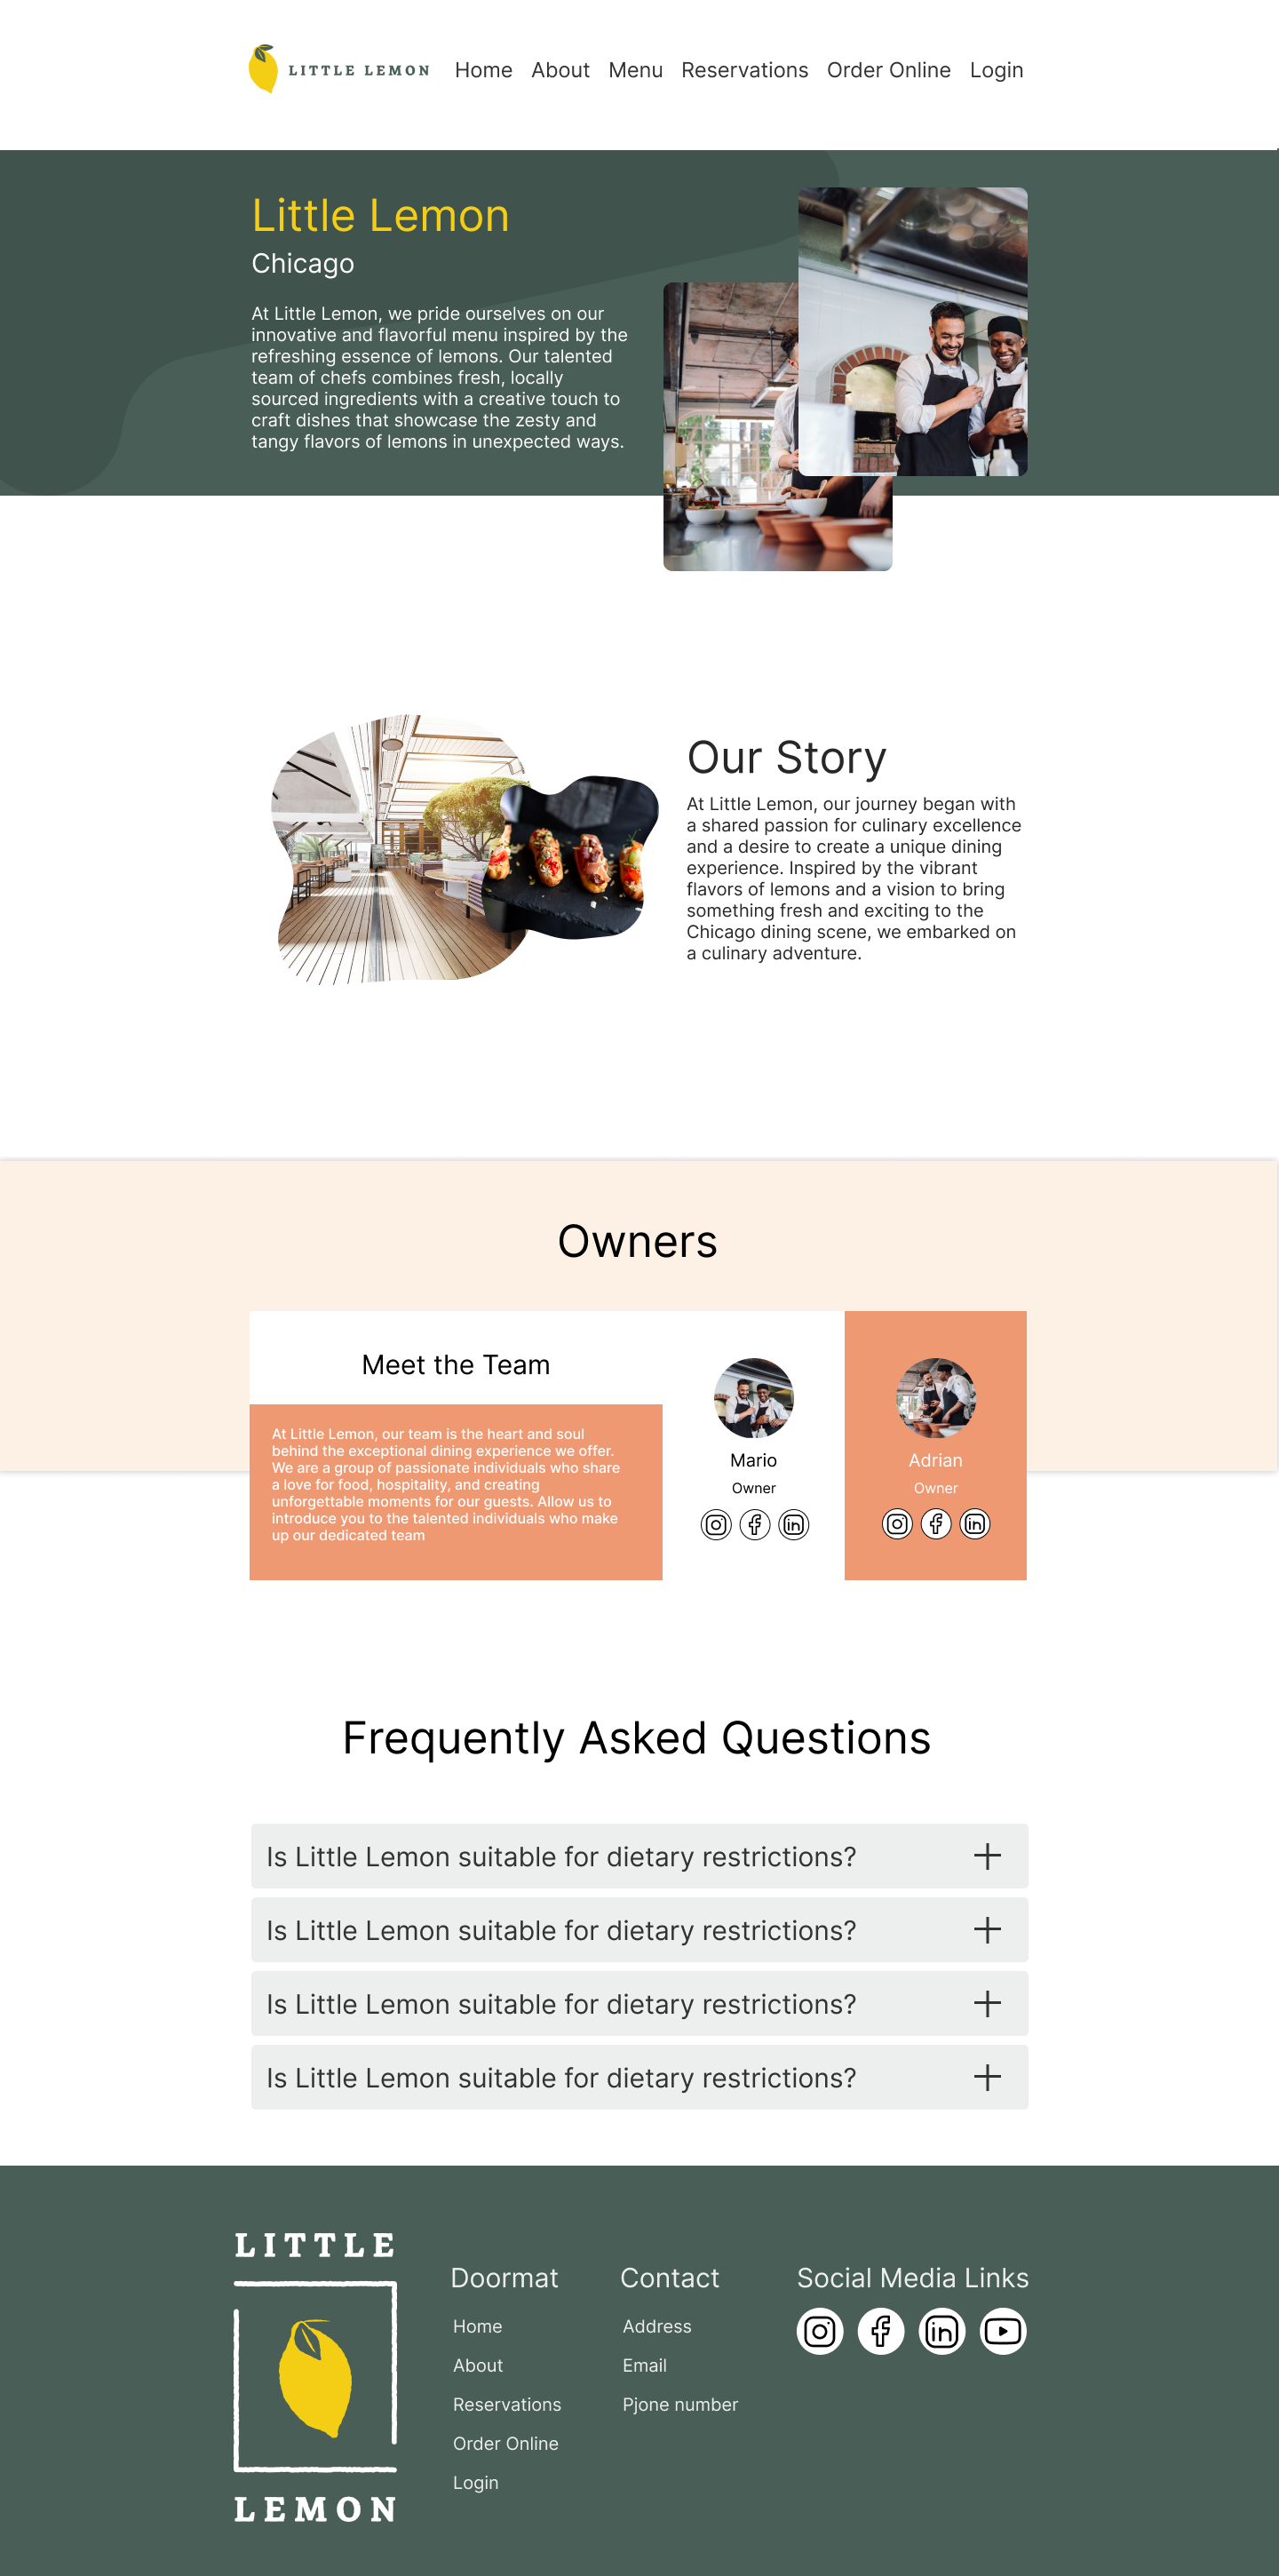 LITTLE LEMON Home About Menu Reservations Order Online Login
Little Lemon
Chicago
At Little Lemon, we pride ourselves on our
innovative and flavorful menu inspired by the
refreshing essence of lemons. Our talented
team of chefs combines fresh, locally
sourced ingredients with a creative touch to
craft dishes that showcase the zesty and
tangy flavors of lemons in unexpected ways.
Our Story
At Little Lemon, our journey began with
a shared passion for culinary excellence
and a desire to create a unique dining
experience. Inspired by the vibrant
flavors of lemons and a vision to bring
something fresh and exciting to the
Chicago dining scene, we embarked on
a culinary adventure.
Owners
Meet the Team
At Little Lemon, our team is the heart and soul
behind the exceptional dining experience we offer.
We are a group of passionate individuals who share
a love for food, hospitality, and creating
unforgettable moments for our guests. Allow us to
introduce you to the talented individuals who make
up our dedicated team
Mario
Owner
Adrian
Owner
Frequently Asked Questions
Is Little Lemon suitable for dietary restrictions?
Is Little Lemon suitable for dietary restrictions?
Is Little Lemon suitable for dietary restrictions?
Is Little Lemon suitable for dietary restrictions?
LITTLE
LEMON
Doormat
Home
About
Reservations
Order Online
Login
Contact
Address
Email
Pjone number
Social Media Links